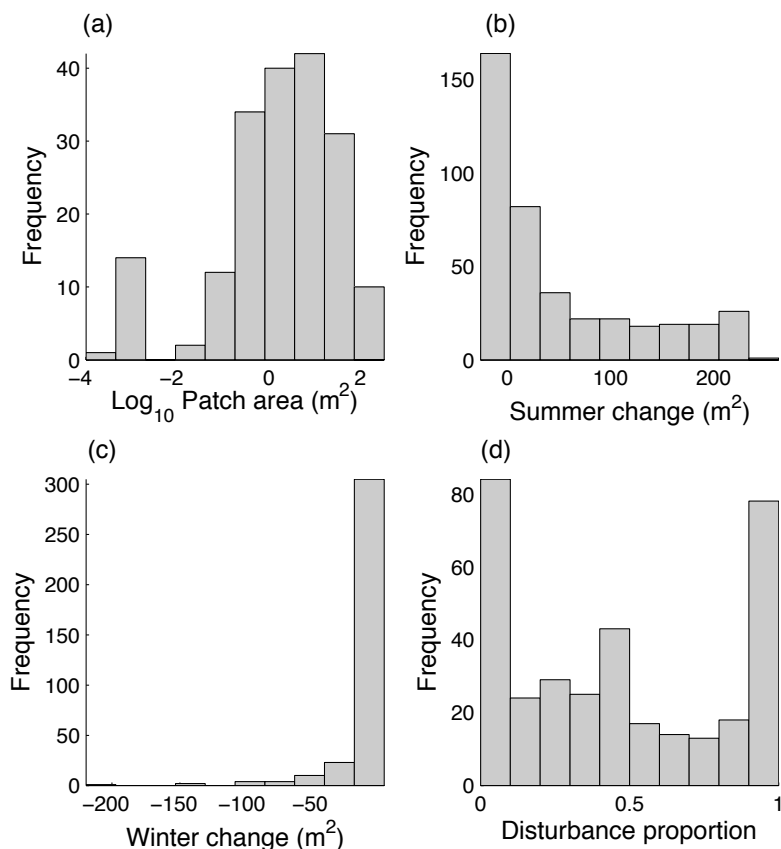 (a)
Frequency
40
30
20
10
0
−4
−2
0
2
Log10 Patch area (m2)
(b)
Frequency
150
100
50
0
0
100
200
Summer change (m2)
(c)
Frequency
300
250
200
150
100
50
0
−200
−150
−100
−50
Winter change (m2)
(d)
Frequency
80
60
40
20
0
0
0.5
1
Disturbance proportion